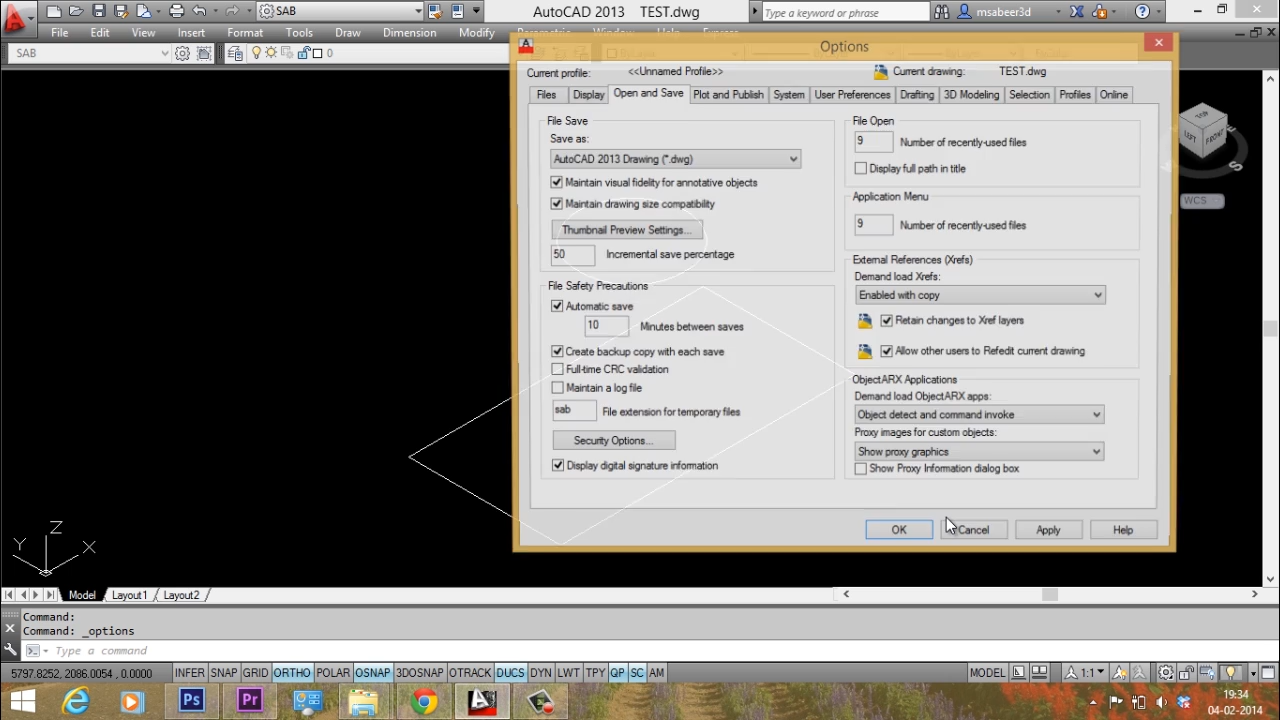 SAB
AutoCAD 2013 TEST.dwg
Type a keyword or phrase
msabeer3d
File Edit View Insert Format Tools Draw Dimension Modify Parametric Window Help Express
SAB
0
Options
Current profile: <<Unnamed Profile>> Current drawing: TEST.dwg
Files Display Open and Save Plot and Publish System User Preferences Drafting 3D Modeling Selection Profiles Online
File Save
Save as:
AutoCAD 2013 Drawing (*.dwg)
Maintain visual fidelity for annotative objects
Maintain drawing size compatibility
Thumbnail Preview Settings...
50 Incremental save percentage
File Safety Precautions
Automatic save
10 Minutes between saves
Create backup copy with each save
Full-time CRC validation
Maintain a log file
sab File extension for temporary files
Security Options...
Display digital signature information
File Open
9 Number of recently-used files
Display full path in title
Application Menu
9 Number of recently-used files
External References (Xrefs)
Demand load Xrefs:
Enabled with copy
Retain changes to Xref layers
Allow other users to Refedit current drawing
ObjectARX Applications
Demand load ObjectARX apps:
Object detect and command invoke
Proxy images for custom objects:
Show proxy graphics
Show Proxy Information dialog box
OK Cancel Apply Help
TOP
LEFT FRONT
S
WCS
Z
Y X
Model Layout1 Layout2
Command:
Command: _options
Type a command
5797.8252, 2086.0054 , 0.0000 INFER SNAP GRID ORTHO POLAR OSNAP 3DOSNAP OTRACK DUCS DYN LWT TPY QP SC AM MODEL 1:1
Ps Pr
19:34
04-02-2014